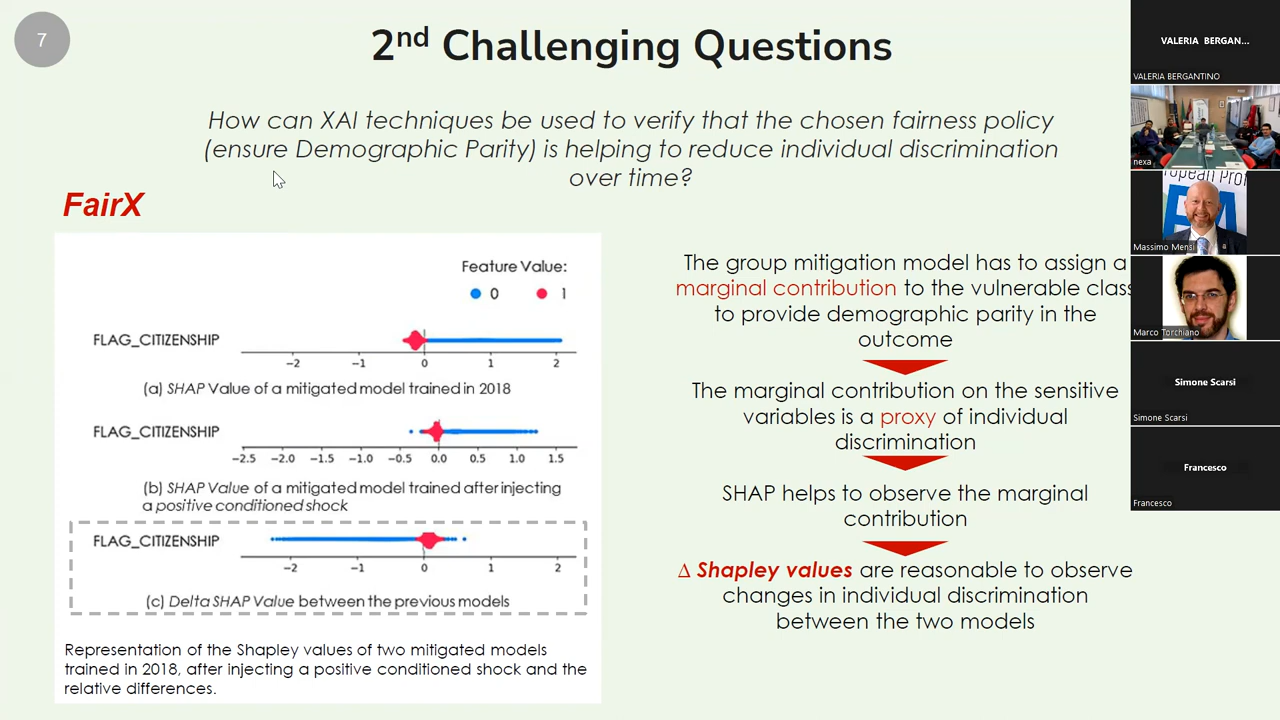 7
2nd Challenging Questions
How can XAI techniques be used to verify that the chosen fairness policy
(ensure Demographic Parity) is helping to reduce individual discrimination
over time?
FairX
Feature Value:
0 1
FLAG_CITIZENSHIP
−2 −1 0 1 2
(a) SHAP Value of a mitigated model trained in 2018
FLAG_CITIZENSHIP
−2.5 −2.0 −1.5 −1.0 −0.5 0.0 0.5 1.0 1.5
(b) SHAP Value of a mitigated model trained after injecting
a positive conditioned shock
FLAG_CITIZENSHIP
−2 −1 0 1 2
(c) Delta SHAP Value between the previous models
Representation of the Shapley values of two mitigated models
trained in 2018, after injecting a positive conditioned shock and the
relative differences.
The group mitigation model has to assign a
marginal contribution to the vulnerable class
to provide demographic parity in the
outcome
The marginal contribution on the sensitive
variables is a proxy of individual
discrimination
SHAP helps to observe the marginal
contribution
Δ Shapley values are reasonable to observe
changes in individual discrimination
between the two models
VALERIA BERGAN...
VALERIA BERGANTINO
nexa
Massimo Mensi
Marco Torchiano
Simone Scarsi
Simone Scarsi
Francesco
Francesco